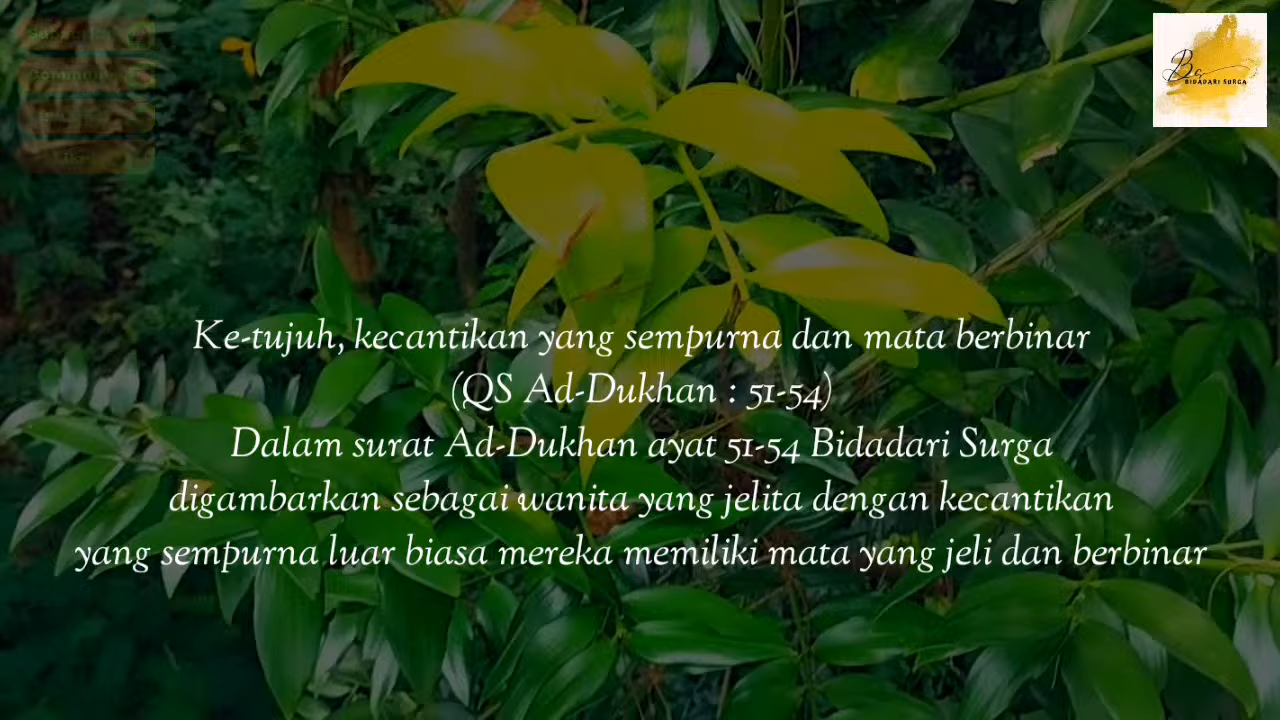 BIDADARI SURGA
Ke-tujuh, kecantikan yang sempurna dan mata berbinar
(QS Ad-Dukhan : 51-54)
Dalam surat Ad-Dukhan ayat 51-54 Bidadari Surga
digambarkan sebagai wanita yang jelita dengan kecantikan
yang sempurna luar biasa mereka memiliki mata yang jeli dan berbinar